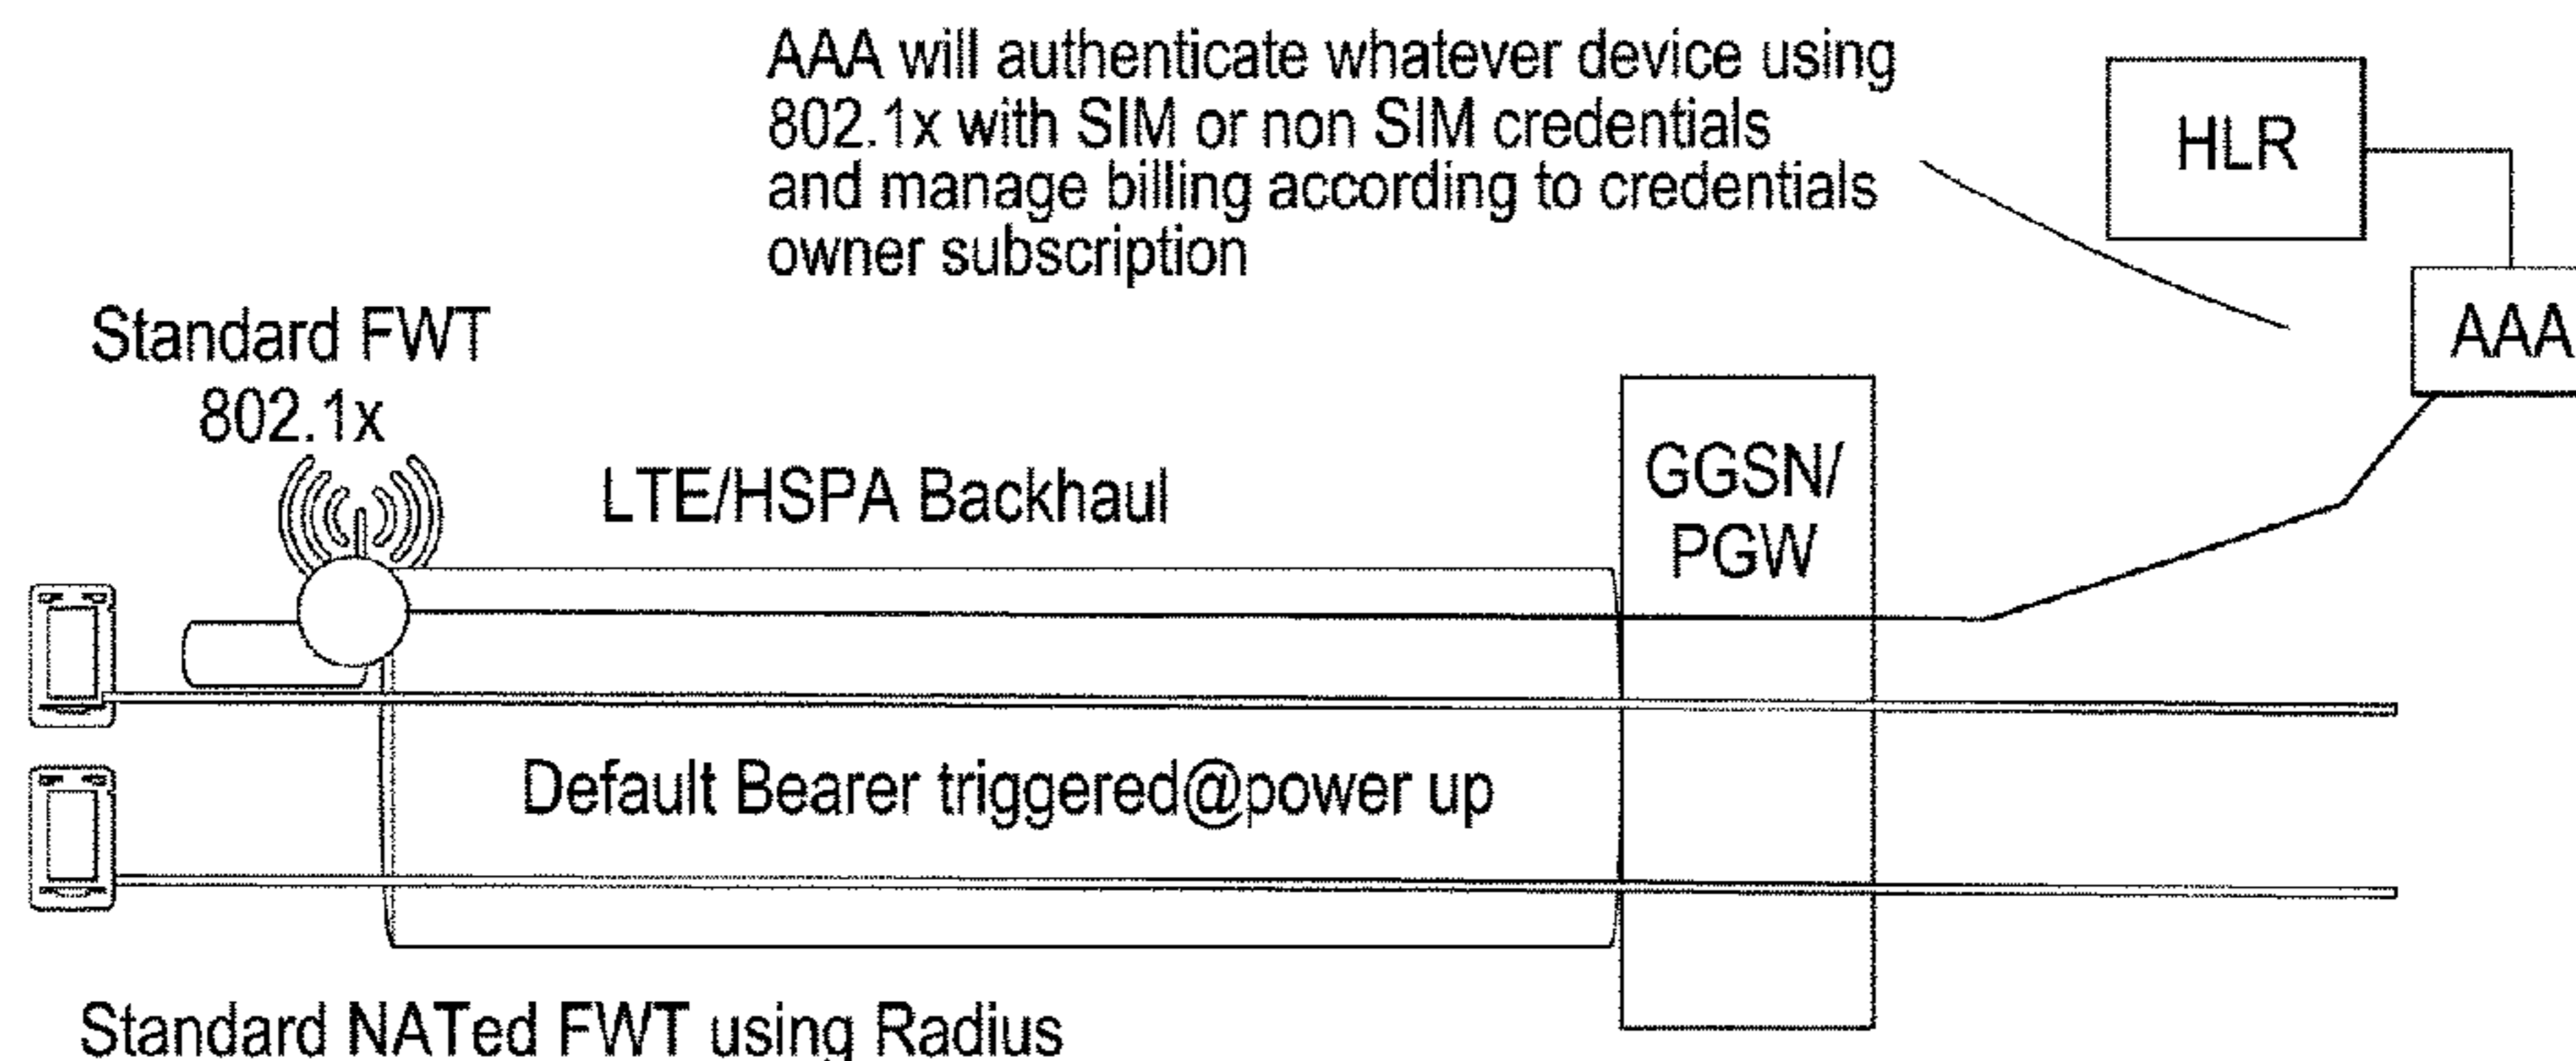 AAA will authenticate whatever device using
802.1x with SIM or non SIM credentials
and manage billing according to credentials
owner subscription
HLR
AAA
Standard FWT
802.1x
LTE/HSPA Backhaul
GGSN/
PGW
Default Bearer triggered@power up
Standard NATed FWT using Radius